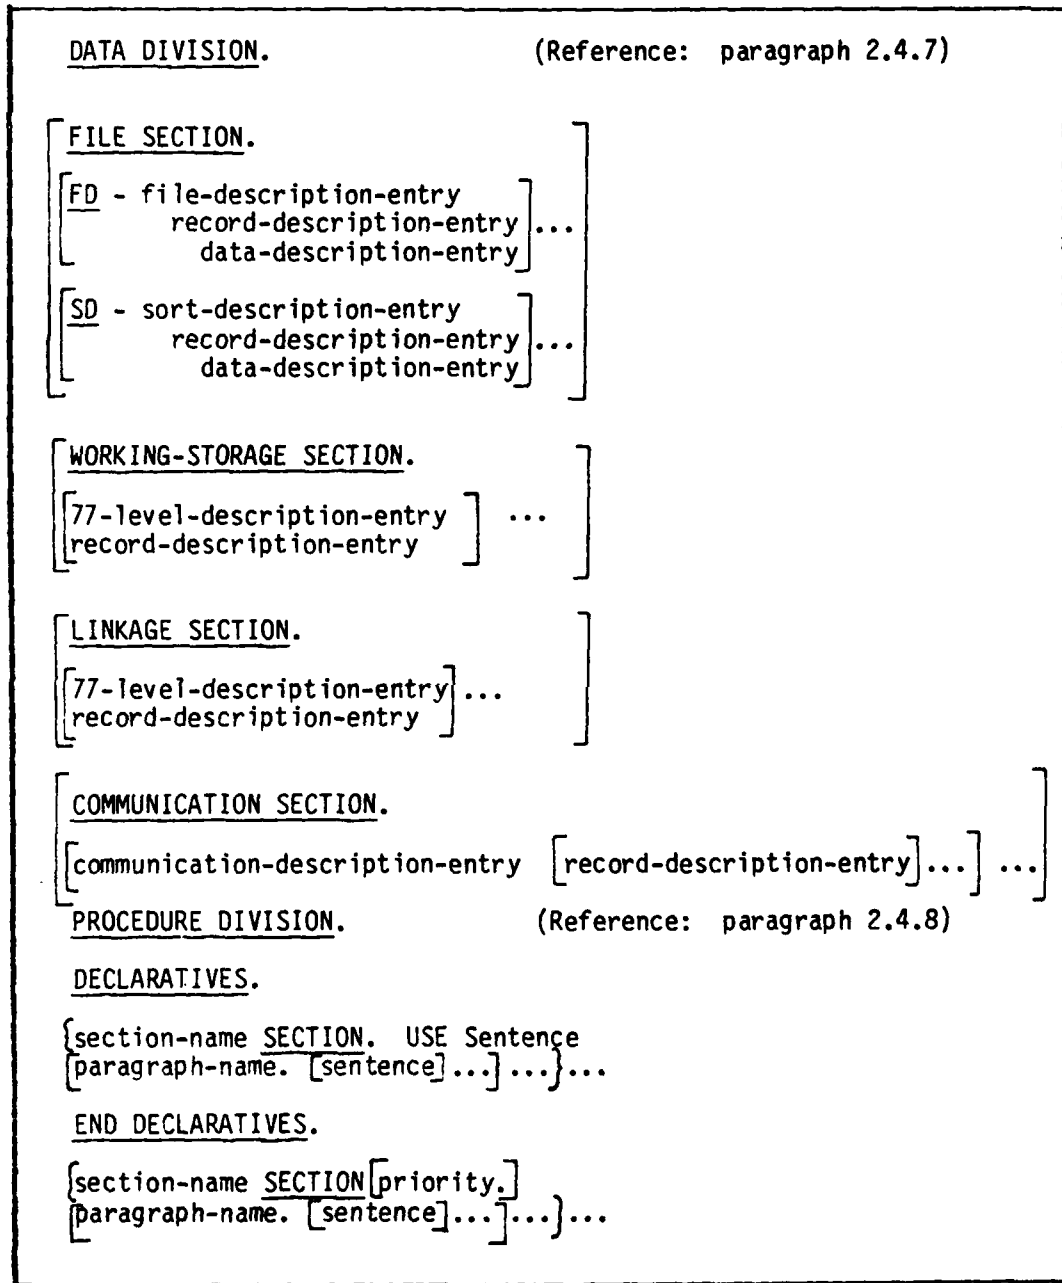 DATA DIVISION. (Reference: paragraph 2.4.7)
[FILE SECTION.
[FD - file-description-entry
record-description-entry
data-description-entry]...
[SD - sort-description-entry
record-description-entry
data-description-entry]...]
[WORKING-STORAGE SECTION.
[77-level-description-entry
record-description-entry] ...]
[LINKAGE SECTION.
[77-level-description-entry
record-description-entry]...]
[COMMUNICATION SECTION.
[communication-description-entry [record-description-entry]...] ...]
PROCEDURE DIVISION. (Reference: paragraph 2.4.8)
DECLARATIVES.
{section-name SECTION. USE Sentence
[paragraph-name. [sentence]...]...}...
END DECLARATIVES.
{section-name SECTION[priority.]
[paragraph-name. [sentence]...]...}...